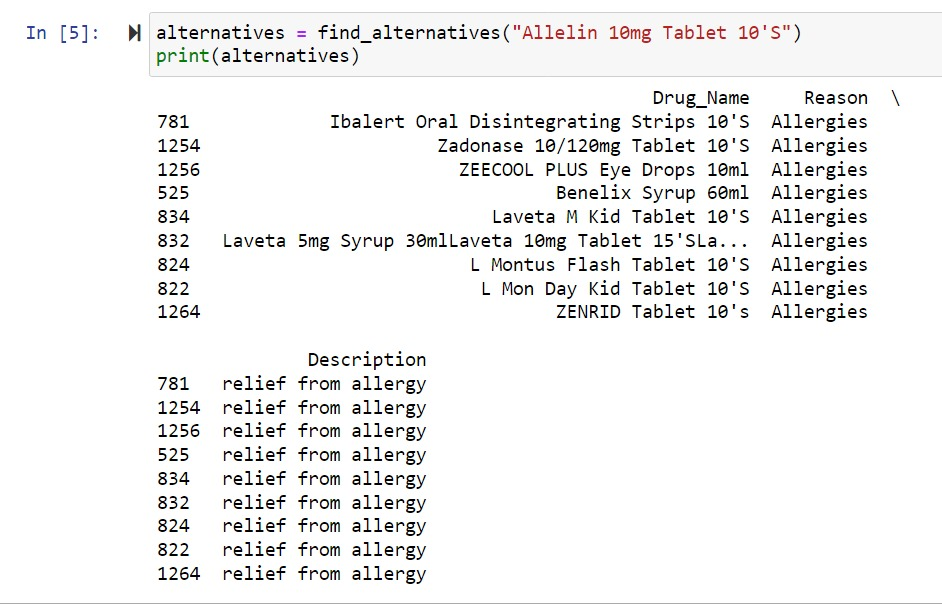 In [5]: alternatives = find_alternatives("Allelin 10mg Tablet 10'S")
print(alternatives)
Drug_Name Reason \
781 Ibalert Oral Disintegrating Strips 10'S Allergies
1254 Zadonase 10/120mg Tablet 10'S Allergies
1256 ZEECOOL PLUS Eye Drops 10ml Allergies
525 Benelix Syrup 60ml Allergies
834 Laveta M Kid Tablet 10'S Allergies
832 Laveta 5mg Syrup 30mlLaveta 10mg Tablet 15'SLa... Allergies
824 L Montus Flash Tablet 10'S Allergies
822 L Mon Day Kid Tablet 10'S Allergies
1264 ZENRID Tablet 10's Allergies
Description
781 relief from allergy
1254 relief from allergy
1256 relief from allergy
525 relief from allergy
834 relief from allergy
832 relief from allergy
824 relief from allergy
822 relief from allergy
1264 relief from allergy